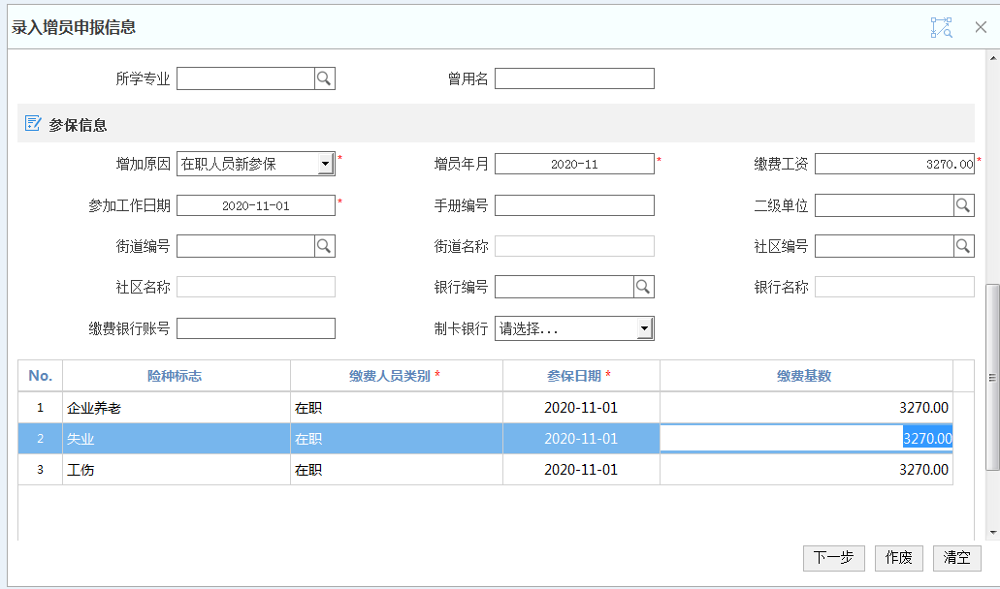 录入增员申报信息
所学专业 曾用名
参保信息
增加原因 在职人员新参保 * 增员年月 2020-11 * 缴费工资 3270.00 *
参加工作日期 2020-11-01 * 手册编号 二级单位
街道编号 街道名称 社区编号
社区名称 银行编号 银行名称
缴费银行账号 制卡银行 请选择...
No. 险种标志 缴费人员类别 * 参保日期 * 缴费基数
1 企业养老 在职 2020-11-01 3270.00
2 失业 在职 2020-11-01 3270.00
3 工伤 在职 2020-11-01 3270.00
下一步 作废 清空